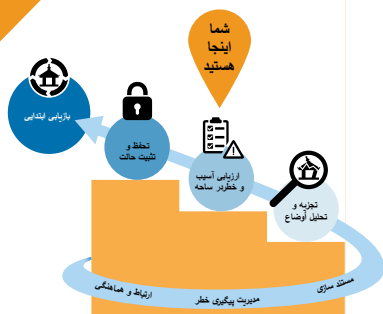 شما
اینجا
هستید
بازیابی ابتدایی
تحفظ و
تثبیت حالت
ارزیابی آسیب
و خطردر ساحه
تجزیه و
تحلیل أوضاع
مستند سازی
مدیریت پیگیری خطر
ارتباط و هماهنگی